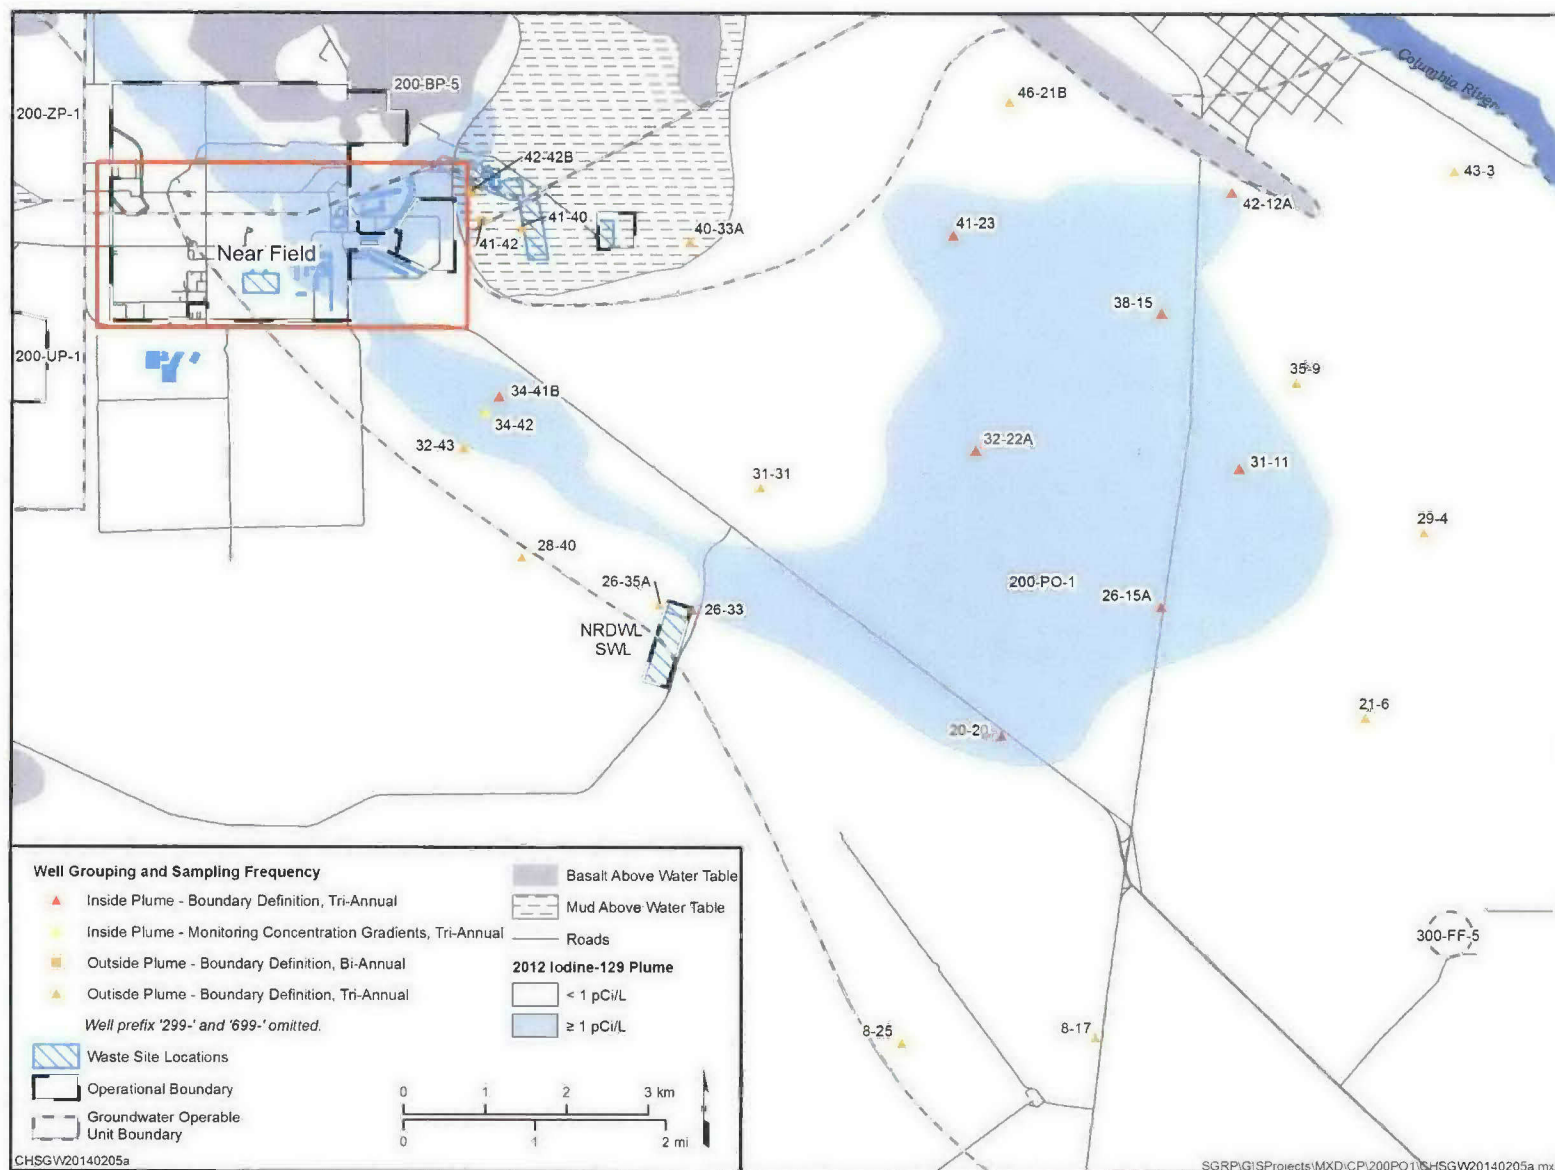 Columbia River
46-21B
200-BP-5
200-ZP-1
42-42B
43-3
42-12A
41-40
41-23
41-42
40-33A
Near Field
38-15
200-UP-1
35-9
34-41B
34-42
32-43
32-22A
31-11
31-31
29-4
28-40
26-35A
200-PO-1
26-15A
26-33
NRDWL
SWL
21-6
20-20
300-FF-5
8-25
8-17
Well Grouping and Sampling Frequency
Inside Plume - Boundary Definition, Tri-Annual
Inside Plume - Monitoring Concentration Gradients, Tri-Annual
Outside Plume - Boundary Definition, Bi-Annual
Outisde Plume - Boundary Definition, Tri-Annual
Well prefix '299-' and '699-' omitted.
Waste Site Locations
Operational Boundary
Groundwater Operable
Unit Boundary
Basalt Above Water Table
Mud Above Water Table
Roads
2012 Iodine-129 Plume
< 1 pCi/L
≥ 1 pCi/L
0 1 2 3 km
0 1 2 mi
CHSGW20140205a
SGRP\GISProjects\MXD\CP\200PO1\CHSGW20140205a.mx